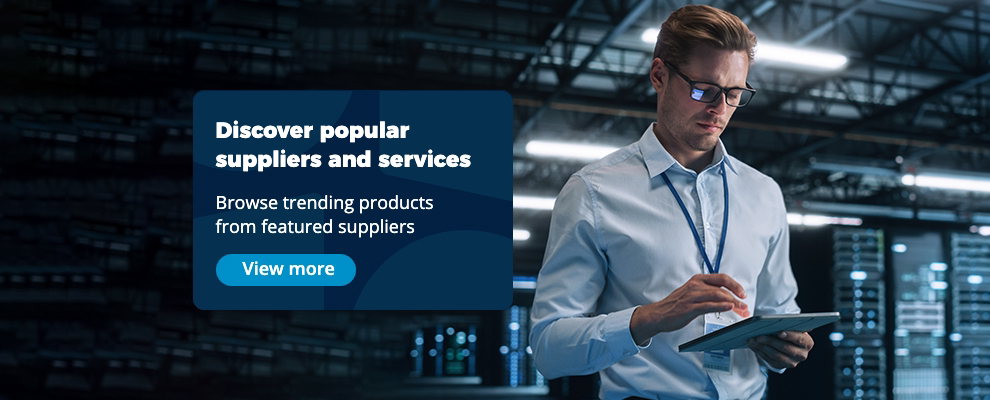 Discover popular
suppliers and services
Browse trending products
from featured suppliers
View more